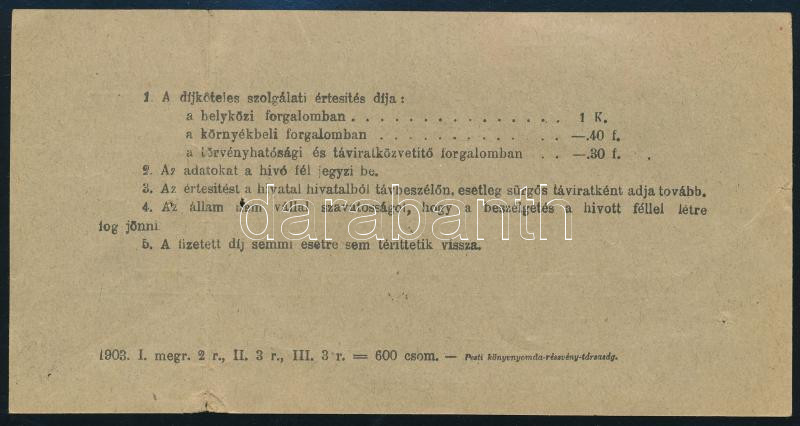 1. A díjköteles szolgálati értesítés díja :
a helyközi forgalomban . . . . . . . . . . . . . . . . 1 K.
a környékbeli forgalomban . . . . . . . . . . . . —.40 f.
a törvényhatósági és táviratközvetitő forgalomban . . —.30 f.
2. Az adatokat a hivó fél jegyzi be.
3. Az értesitést a hivatal hivatalból távbeszélőn, esetleg sürgős táviratként adja tovább.
4. Az állam nem vállal szavatosságot, hogy a beszélgetés a hivott féllel létre
fog jönni.
5. A fizetett díj semmi esetre sem téríttetik vissza.
darabanth
1903. I. megr. 2 r., II. 3 r., III. 3 r. = 600 csom. — Pesti könyvnyomda-részvény-társaság.